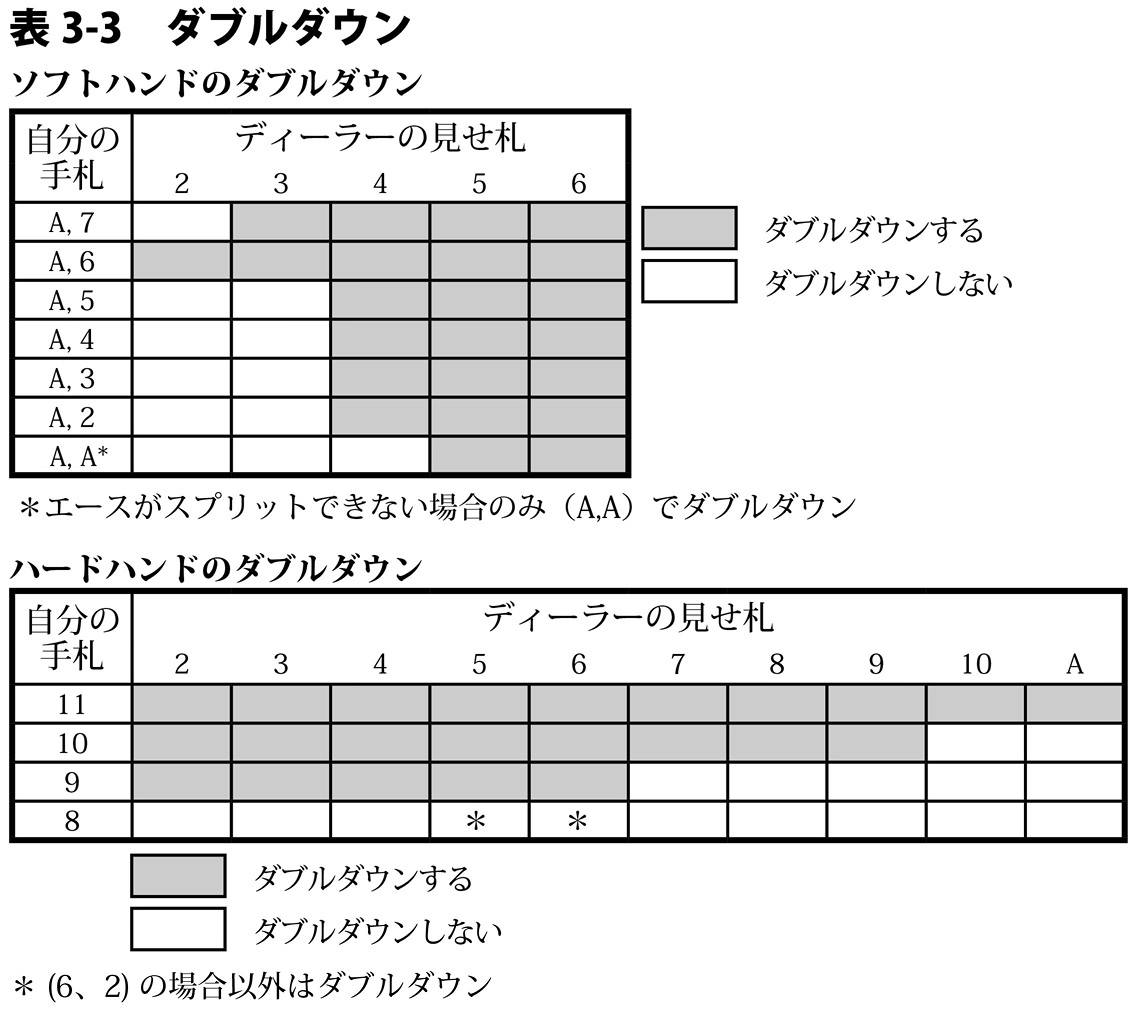 表 3-3　ダブルダウン
ソフトハンドのダブルダウン
自分の
手札
ディーラーの見せ札
2 3 4 5 6
A, 7
A, 6
A, 5
A, 4
A, 3
A, 2
A, A*
ダブルダウンする
ダブルダウンしない
＊エースがスプリットできない場合のみ（A,A）でダブルダウン
ハードハンドのダブルダウン
自分の
手札
ディーラーの見せ札
2 3 4 5 6 7 8 9 10 A
11
10
9
8 ＊ ＊
ダブルダウンする
ダブルダウンしない
＊ (6、2) の場合以外はダブルダウン